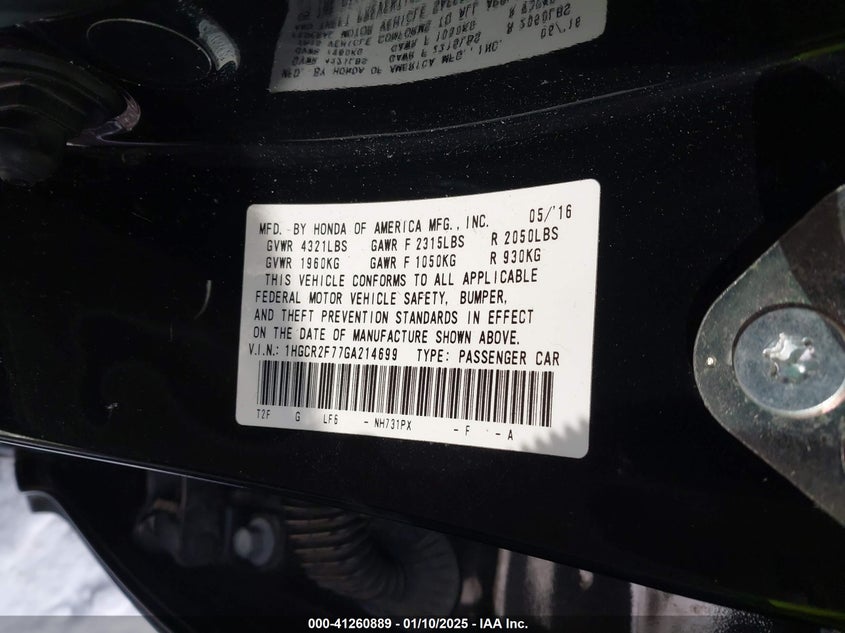 MFD. BY HONDA OF AMERICA MFG., INC. 05/'16
GVWR 4321LBS GAWR F 2315LBS R 2050LBS
GVWR 1960KG GAWR F 1050KG R 930KG
THIS VEHICLE CONFORMS TO ALL APPLICABLE
FEDERAL MOTOR VEHICLE SAFETY, BUMPER,
AND THEFT PREVENTION STANDARDS IN EFFECT
ON THE DATE OF MANUFACTURE SHOWN ABOVE.
V.I.N.: 1HGCR2F77GA214699 TYPE: PASSENGER CAR
T2F G LF6 - NH731PX - F - A
000-41260889 / 01/10/2025 - IAA Inc.